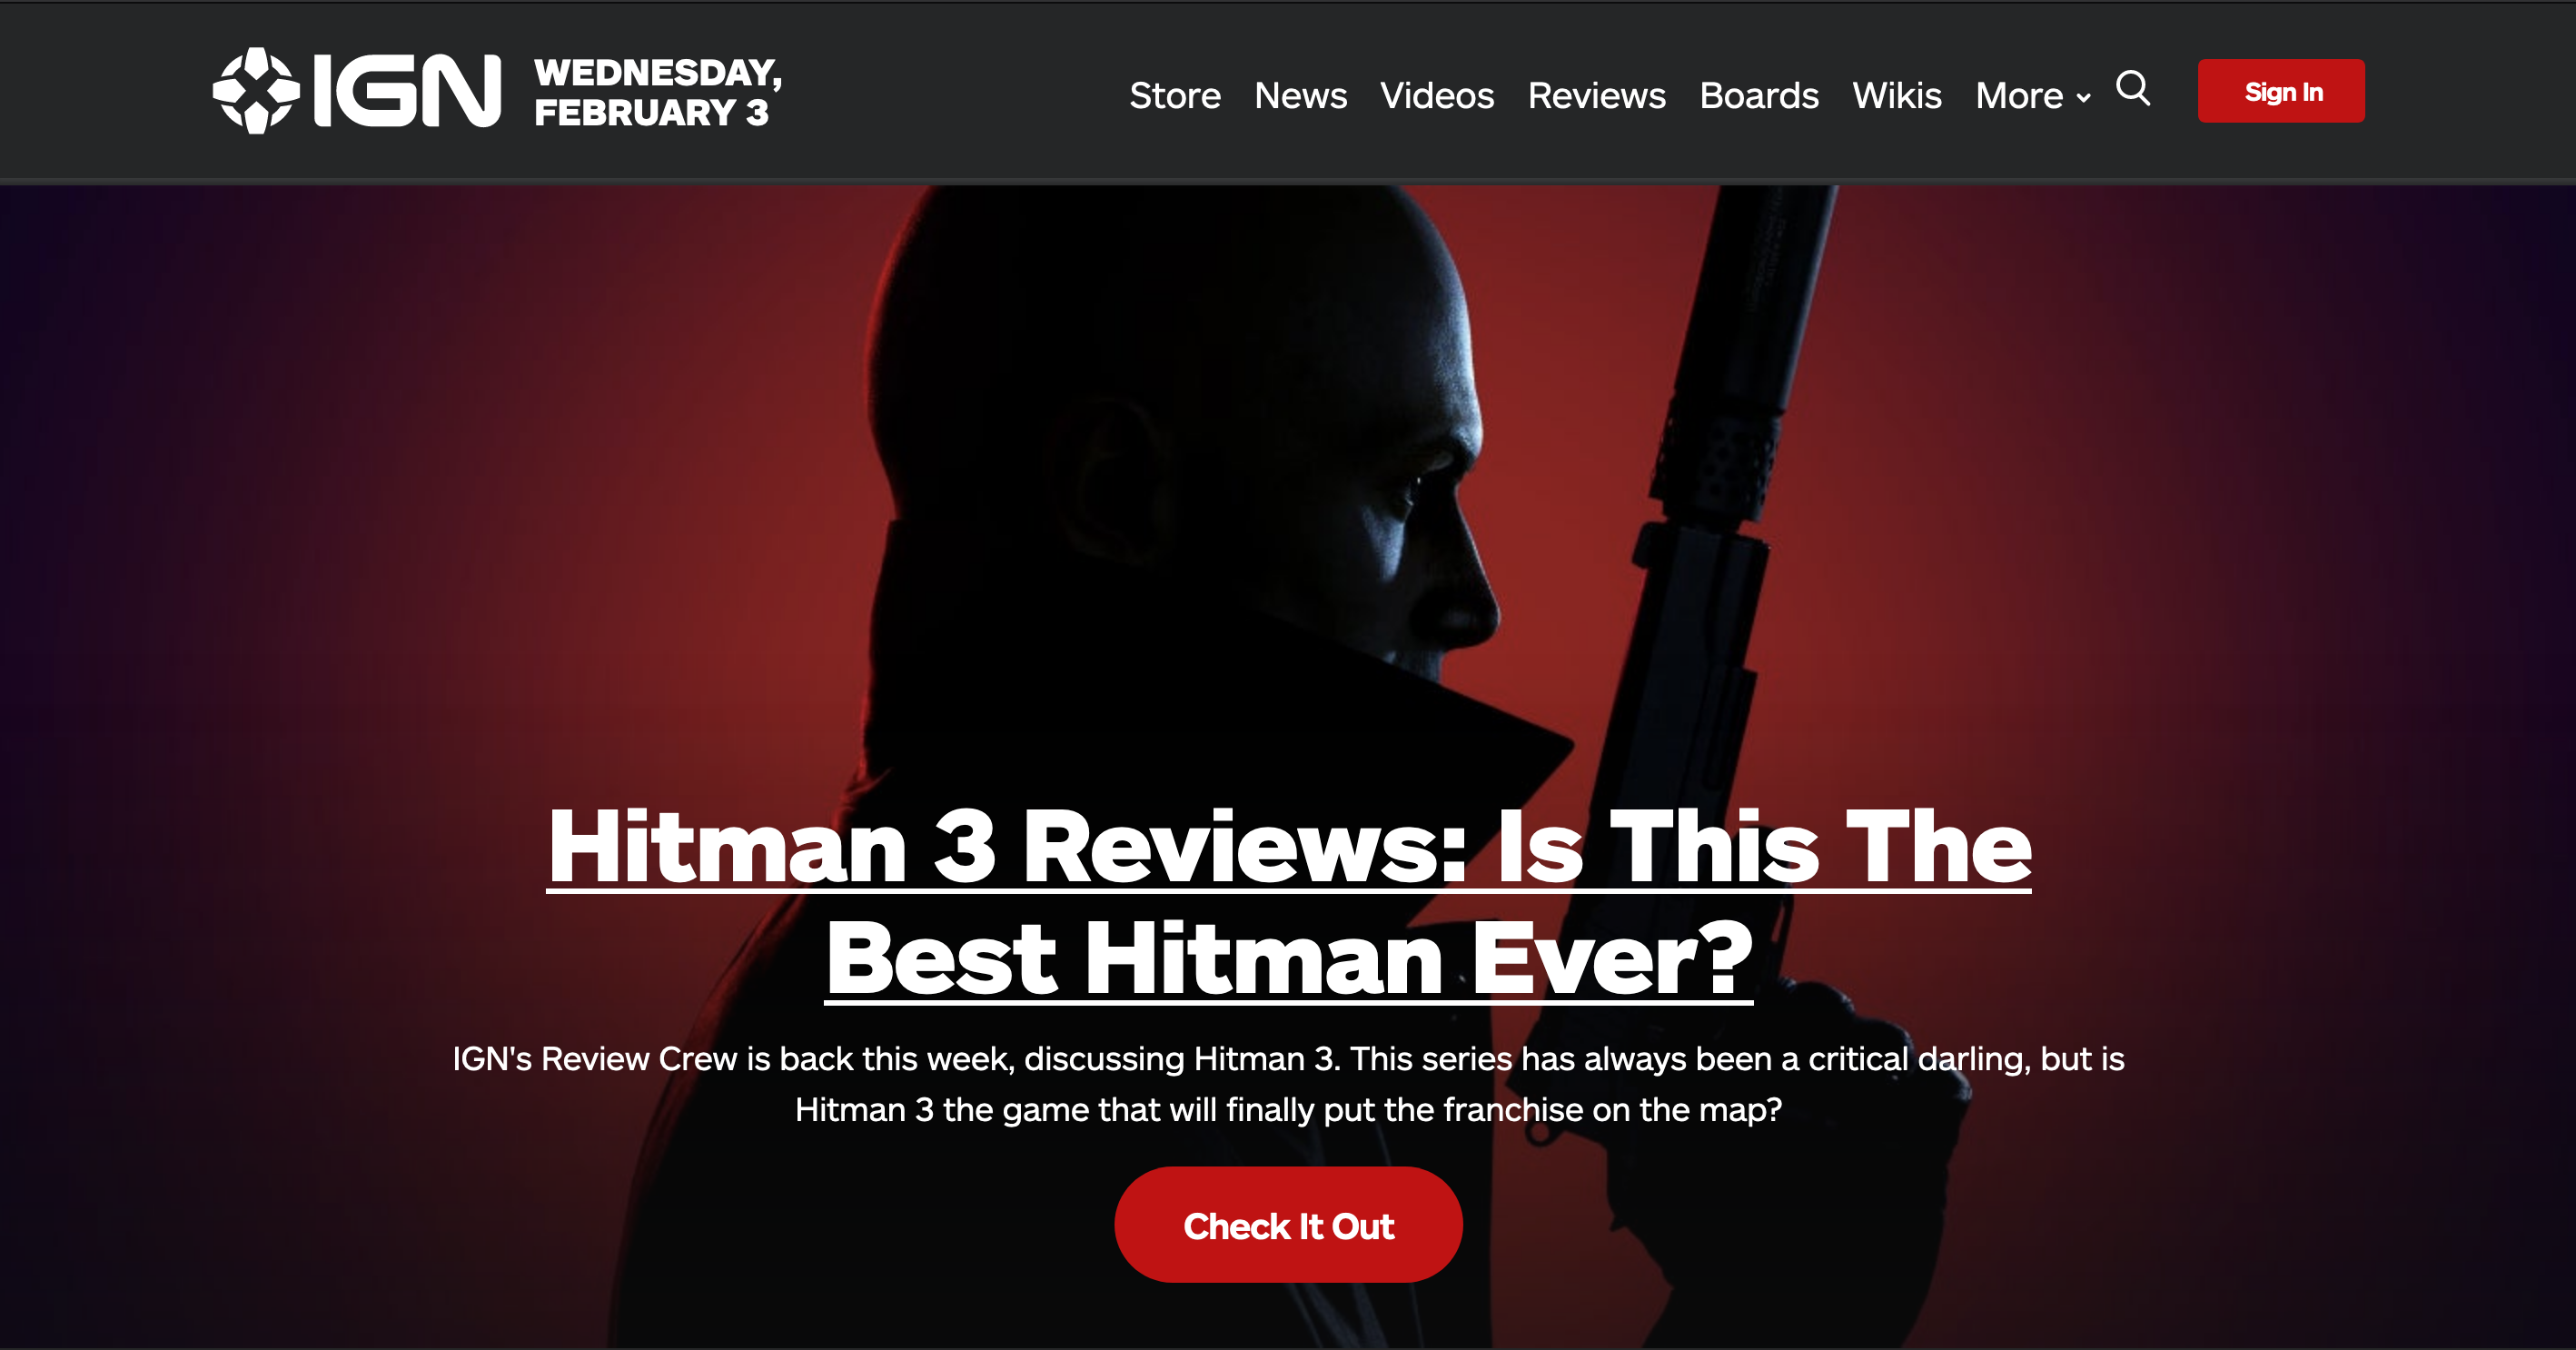 IGN
WEDNESDAY,
FEBRUARY 3
Store News Videos Reviews Boards Wikis More
Sign In
Hitman 3 Reviews: Is This The
Best Hitman Ever?
IGN's Review Crew is back this week, discussing Hitman 3. This series has always been a critical darling, but is
Hitman 3 the game that will finally put the franchise on the map?
Check It Out